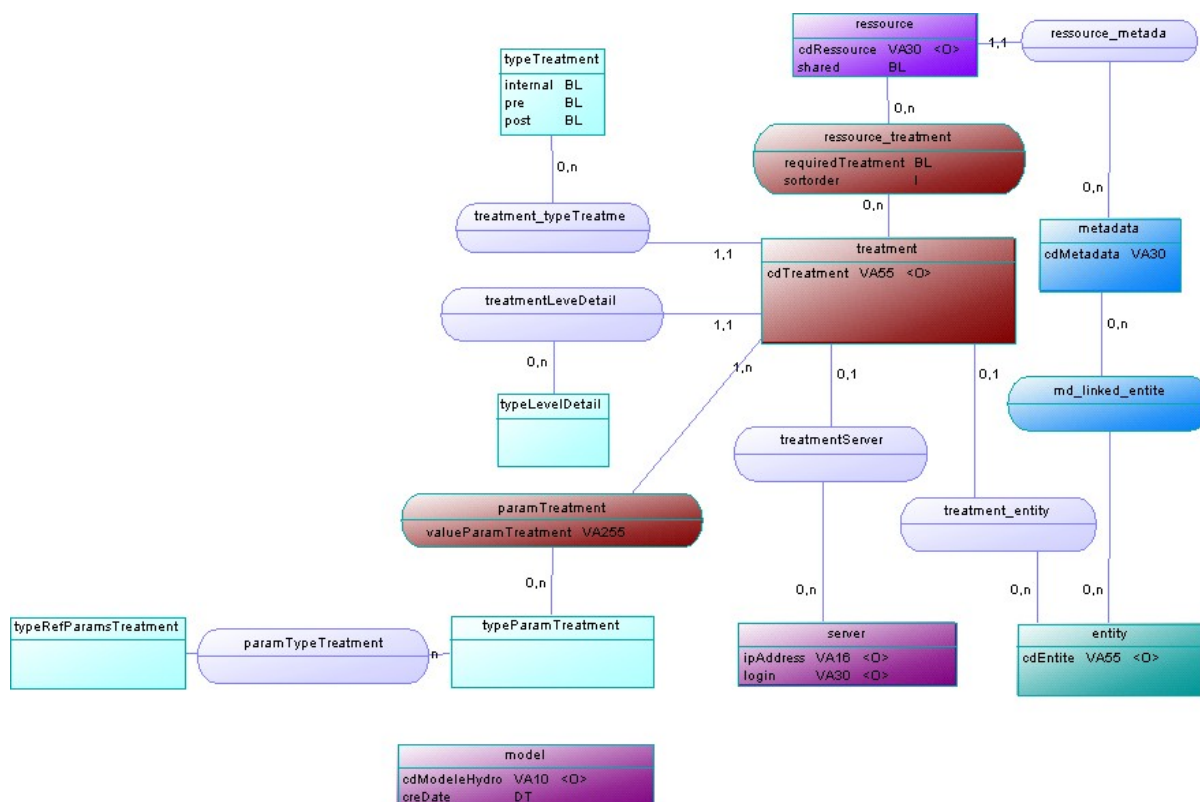 ressource
cdRessource VA30 <O>
shared BL
1,1
ressource_metada
typeTreatment
internal BL
pre BL
post BL
0,n
ressource_treatment
requiredTreatment BL
sortorder I
0,n
0,n
0,n
treatment_typeTreatme
1,1
treatment
cdTreatment VA55 <O>
metadata
cdMetadata VA30
treatmentLeveDetail
1,1
0,n
0,n
1,n
0,1
0,1
typeLevelDetail
md_linked_entite
treatmentServer
paramTreatment
valueParamTreatment VA255
treatment_entity
0,n
0,n
0,n
0,n
typeRefParamsTreatment
paramTypeTreatment
n
typeParamTreatment
server
ipAddress VA16 <O>
login VA30 <O>
entity
cdEntite VA55 <O>
model
cdModeleHydro VA10 <O>
creDate DT